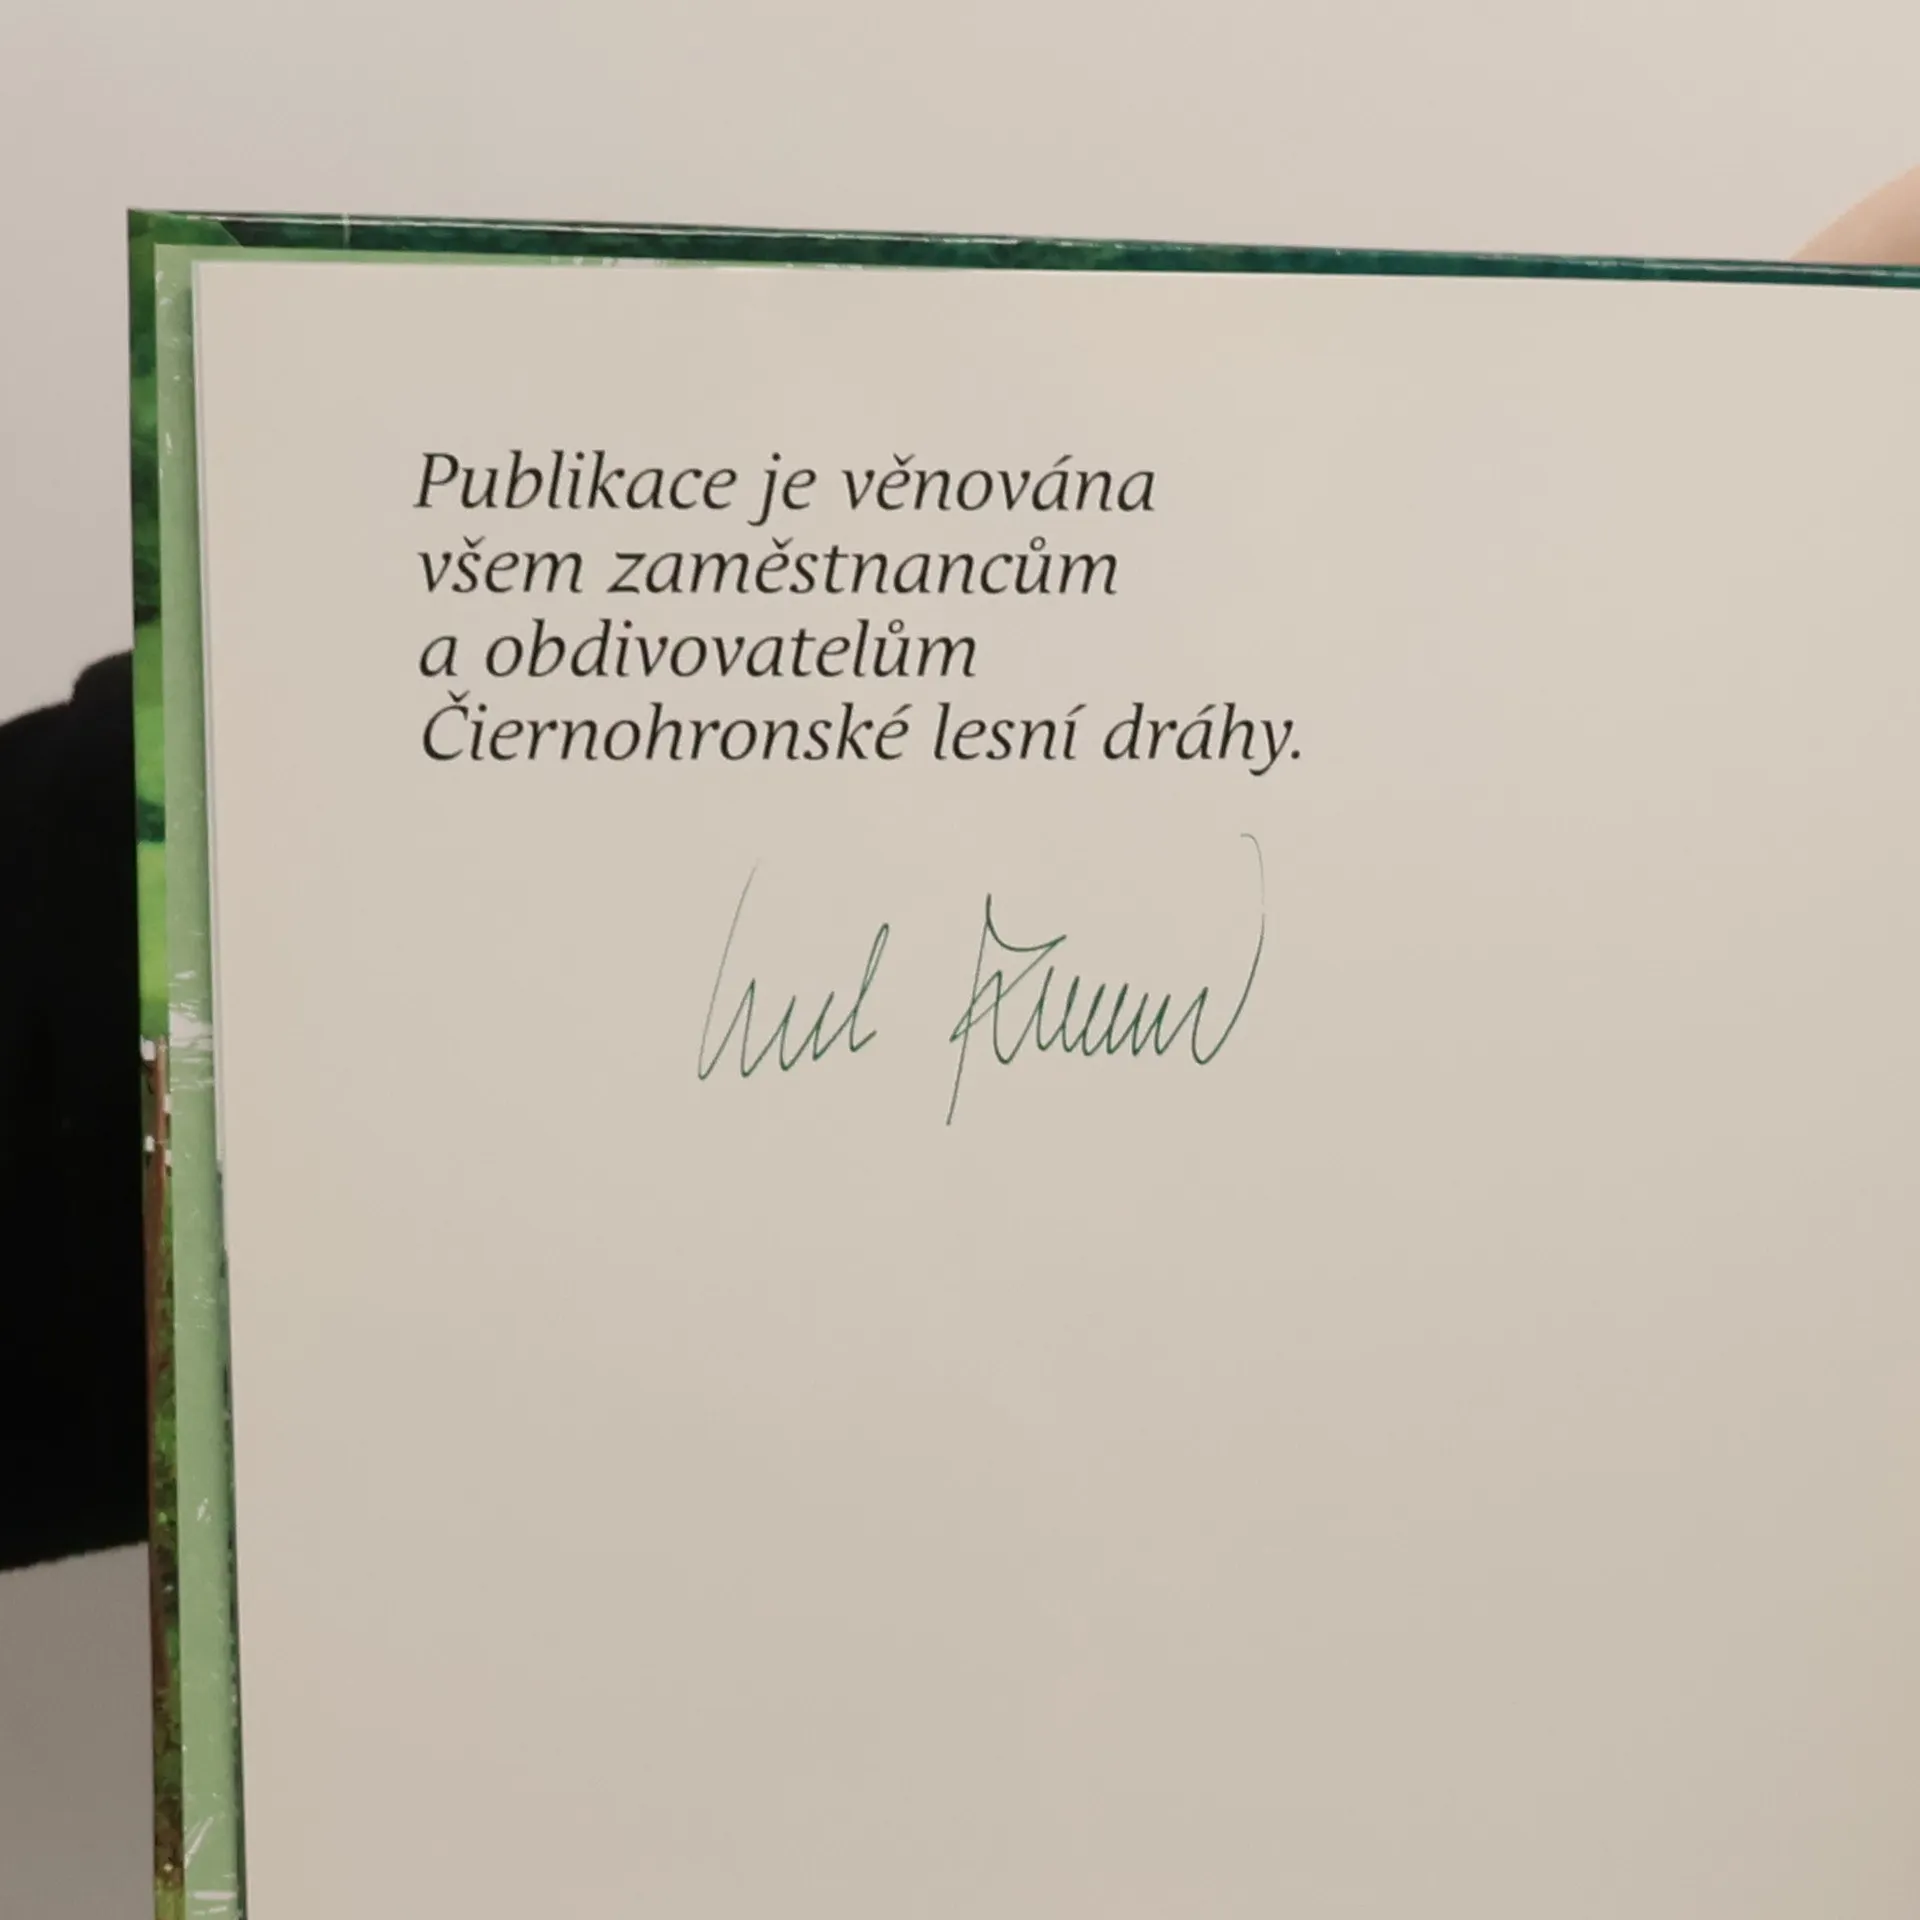 Publikace je věnována
všem zaměstnancům
a obdivovatelům
Čiernohronské lesní dráhy.